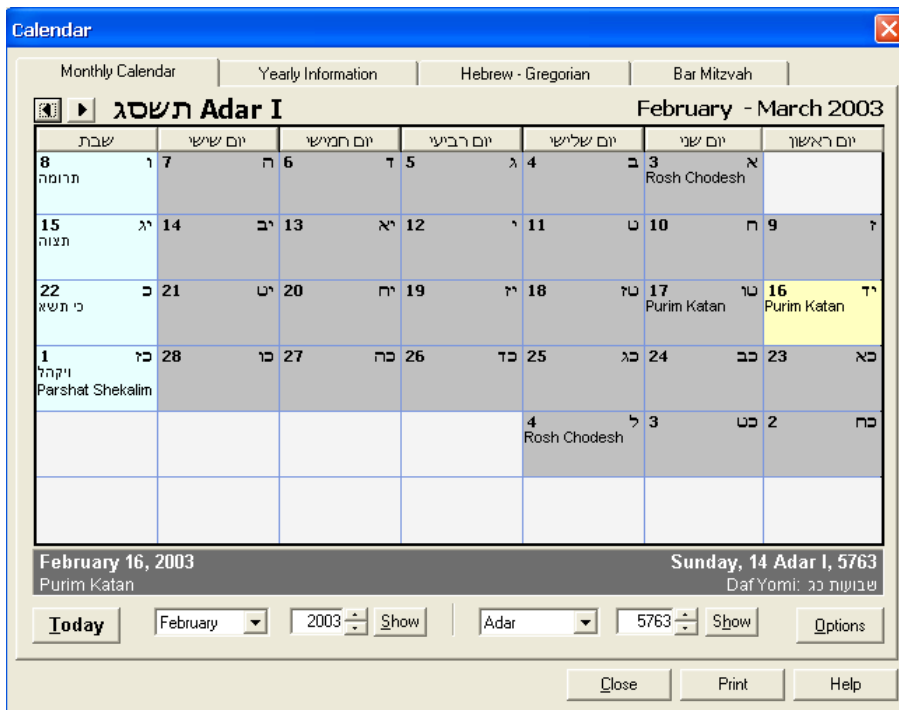 Calendar
Monthly Calendar
Yearly Information
Hebrew - Gregorian
Bar Mitzvah
תשסג Adar I
February - March 2003
יום ראשון
יום שני
יום שלישי
יום רביעי
יום חמישי
יום שישי
שבת
3 א
Rosh Chodesh
4 ב
5 ג
6 ד
7 ה
8 ו
תרומה
9 ז
10 ח
11 ט
12 י
13 יא
14 יב
15 יג
תצוה
16 יד
Purim Katan
17 טו
Purim Katan
18 טז
19 יז
20 יח
21 יט
22 כ
כי תשא
23 כא
24 כב
25 כג
26 כד
27 כה
28 כו
1 כז
ויקהל
Parshat Shekalim
2 כח
3 כט
4 ל
Rosh Chodesh
February 16, 2003
Purim Katan
Sunday, 14 Adar I, 5763
Daf Yomi: שבועות כג
Today
February
2003
Show
Adar
5763
Show
Options
Close
Print
Help